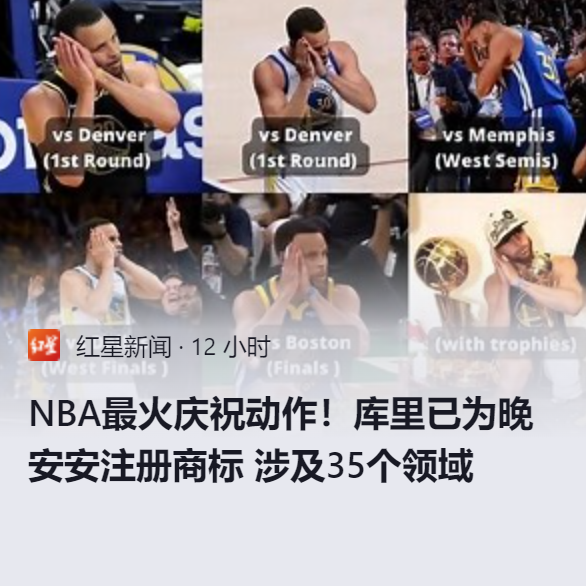 vs Denver
(1st Round)
vs Denver
(1st Round)
vs Memphis
(West Semis)
30
(West Finals )
s Boston
(Finals )
(with trophies)
红星
红星新闻 · 12 小时
NBA最火庆祝动作！库里已为晚
安安注册商标 涉及35个领域